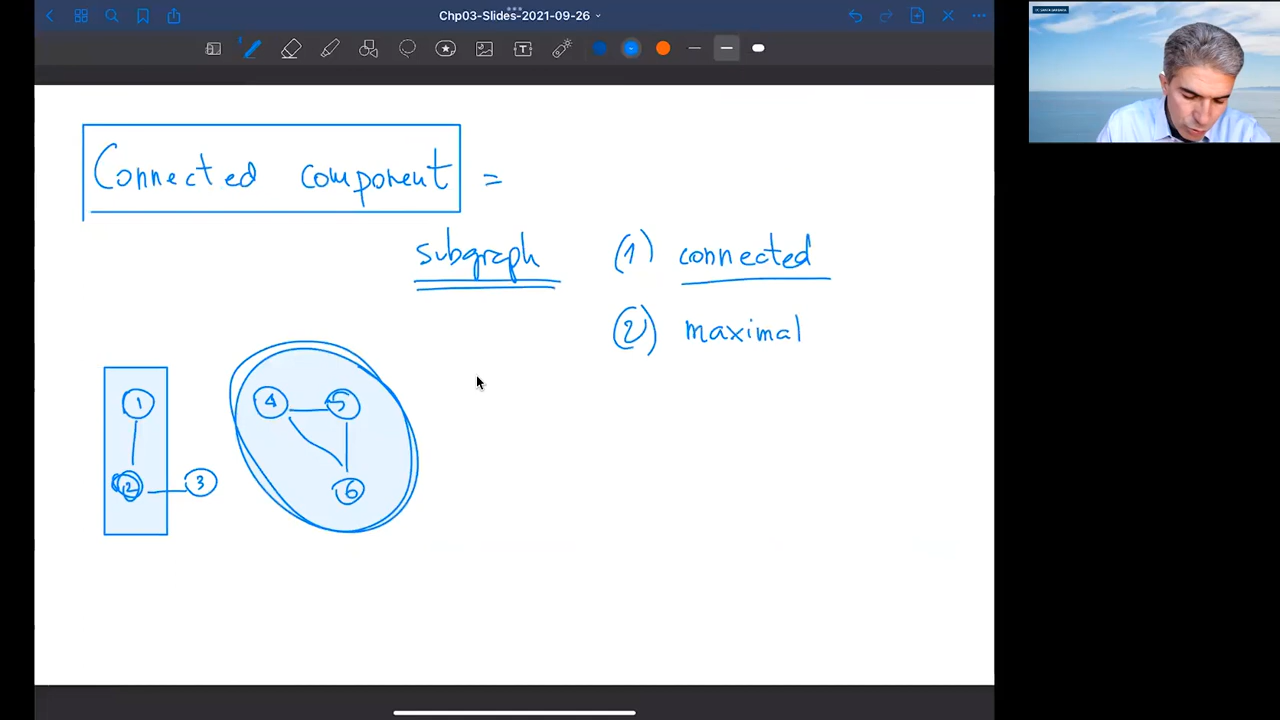 Chp03-Slides-2021-09-26
Connected component =
subgraph (1) connected
(2) maximal
1 4 5
2 3 6